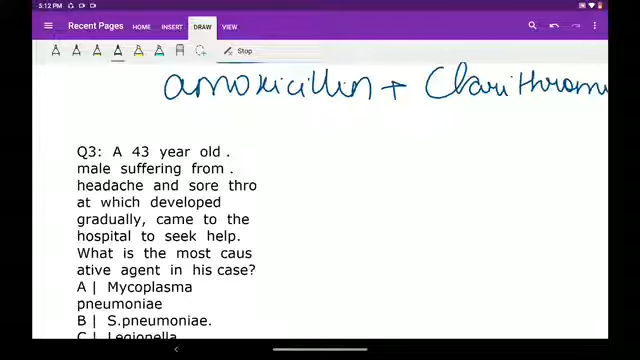 5:12 PM
Recent Pages HOME INSERT DRAW VIEW
Stop
amoxicillin + Clarithrom
Q3: A 43 year old .
male suffering from .
headache and sore thro
at which developed
gradually, came to the
hospital to seek help.
What is the most caus
ative agent in his case?
A| Mycoplasma
pneumoniae
B| S.pneumoniae.
C| Legionella